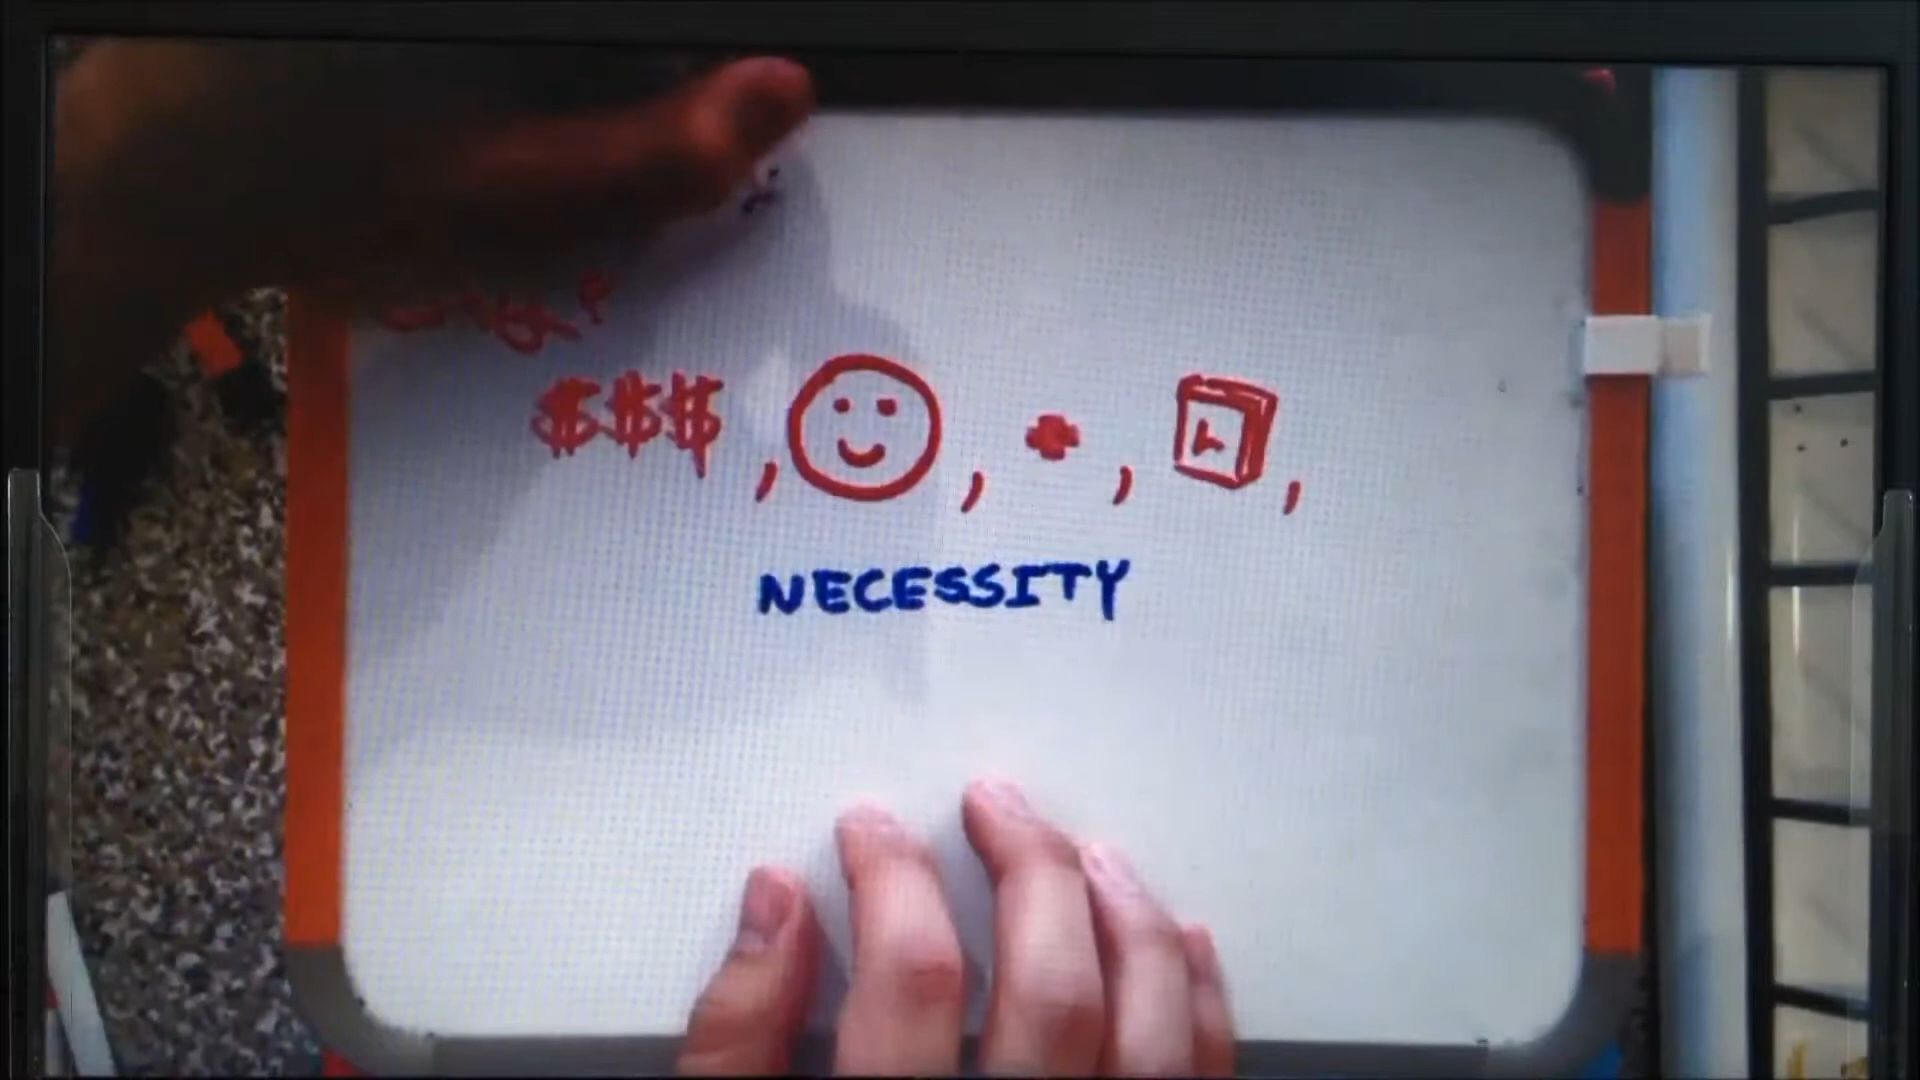 $$$, , , ,
NECESSITY